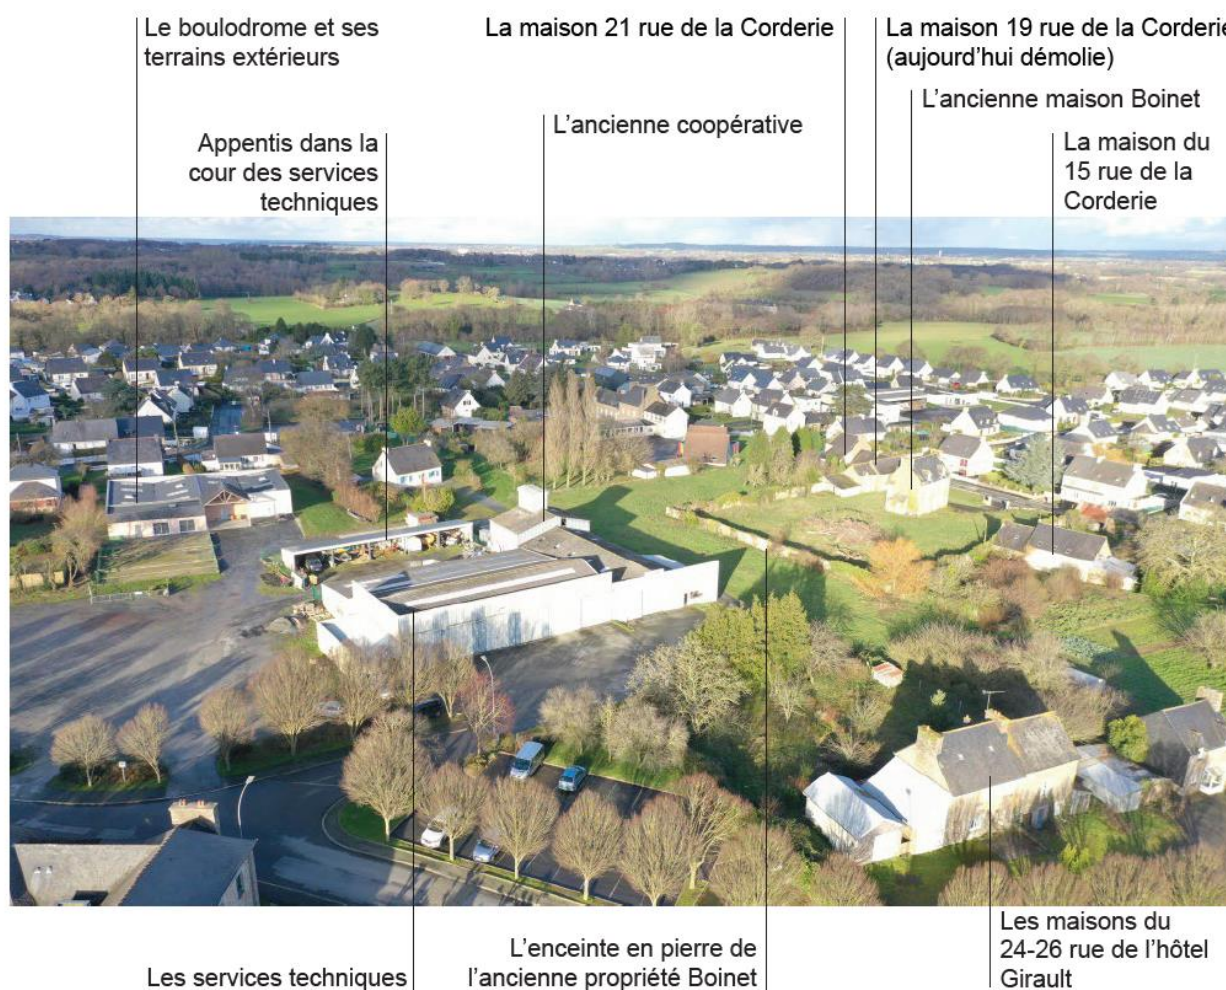 Le boulodrome et ses
terrains extérieurs
La maison 21 rue de la Corderie
La maison 19 rue de la Corderie
(aujourd'hui démolie)
L'ancienne maison Boinet
L'ancienne coopérative
Appentis dans la
cour des services
techniques
La maison du
15 rue de la
Corderie
Les services techniques
L'enceinte en pierre de
l'ancienne propriété Boinet
Les maisons du
24-26 rue de l'hôtel
Girault